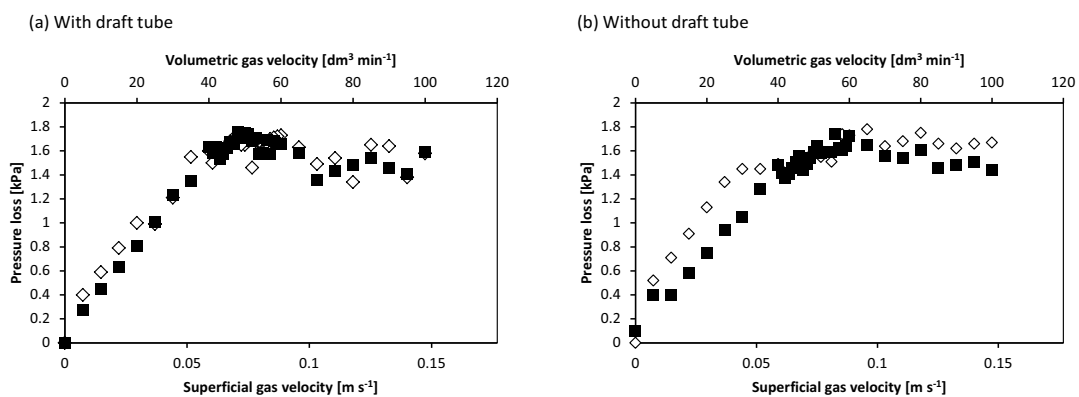 (a) With draft tube
Volumetric gas velocity [dm³ min⁻¹]
0 20 40 60 80 100 120
Pressure loss [kPa]
2
1.8
1.6
1.4
1.2
1
0.8
0.6
0.4
0.2
0
0 0.05 0.1 0.15
Superficial gas velocity [m s⁻¹]
(b) Without draft tube
Volumetric gas velocity [dm³ min⁻¹]
0 20 40 60 80 100 120
Pressure loss [kPa]
2
1.8
1.6
1.4
1.2
1
0.8
0.6
0.4
0.2
0
0 0.05 0.1 0.15
Superficial gas velocity [m s⁻¹]